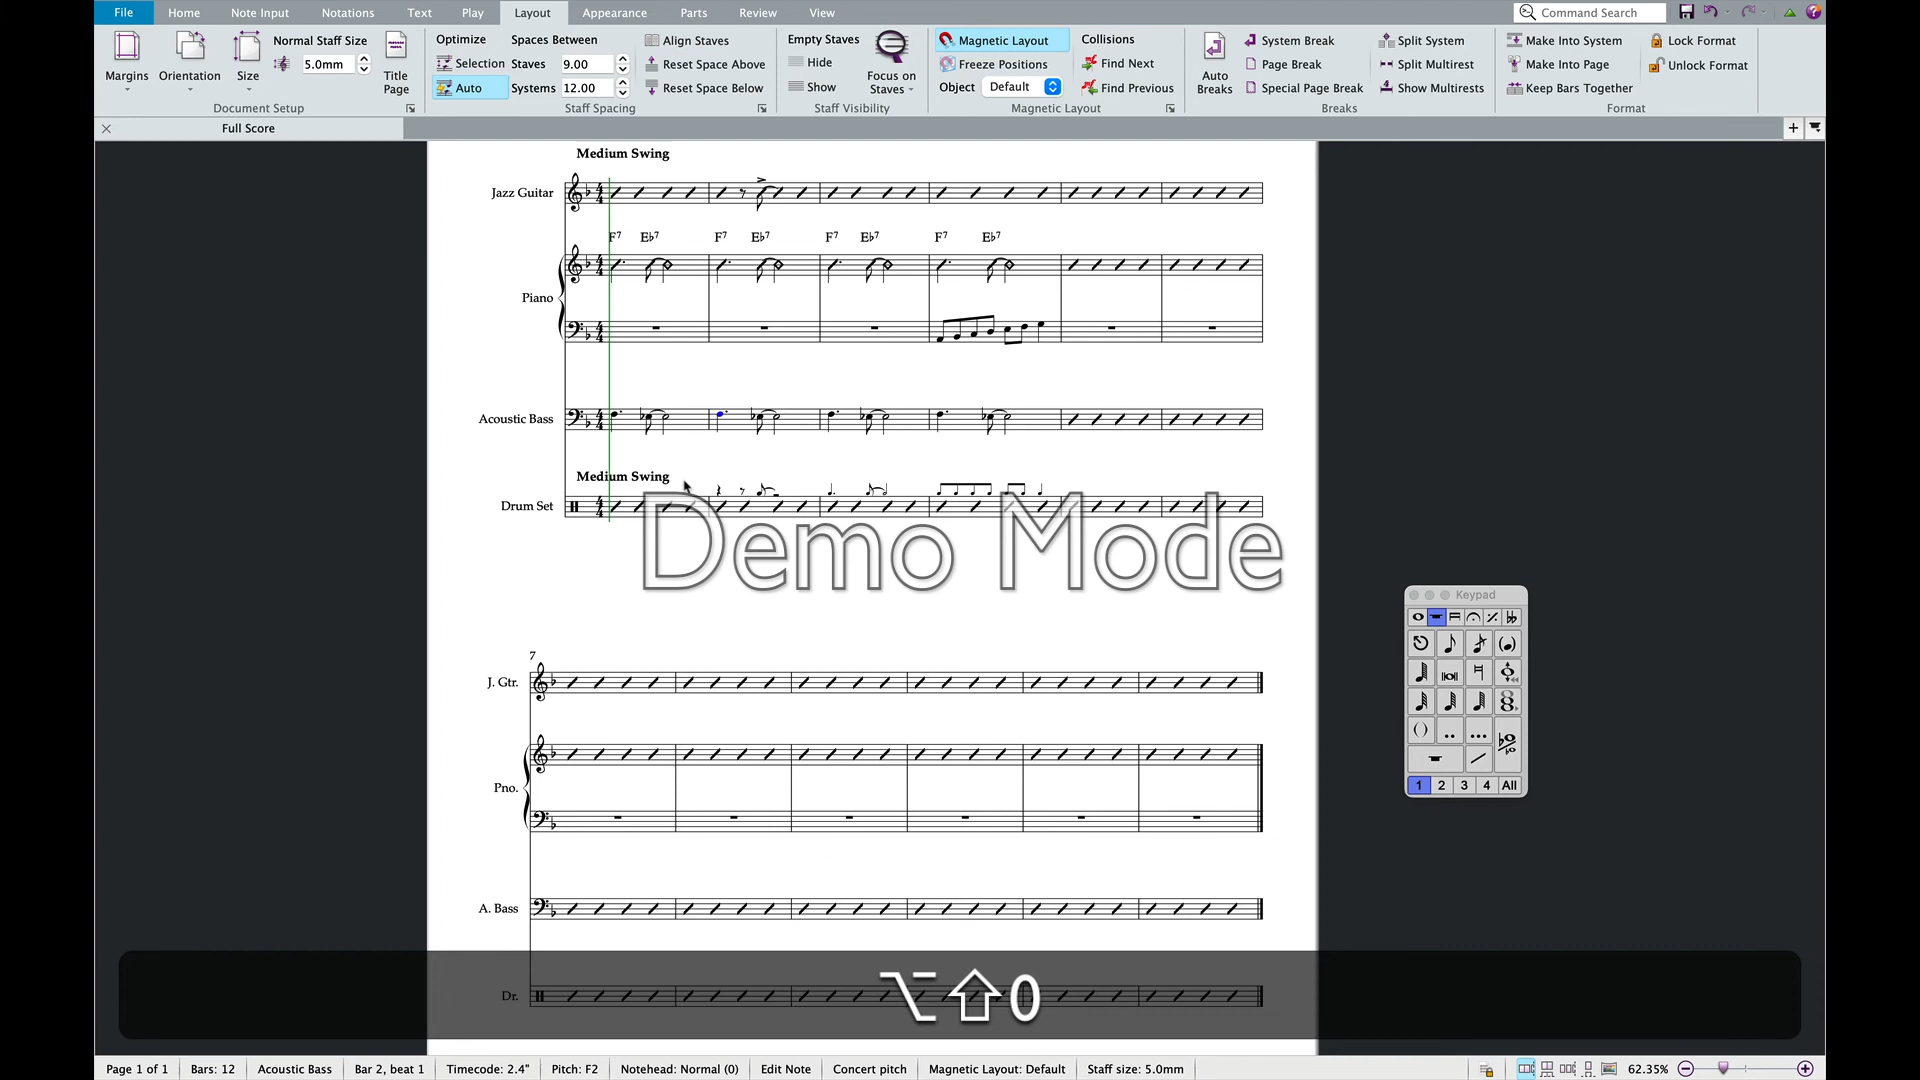 File Home Note Input Notations Text Play Layout Appearance Parts Review View Command Search
Margins Orientation Size Normal Staff Size 5.0mm Title Page
Document Setup
Optimize Selection Auto
Spaces Between Staves 9.00 Systems 12.00
Align Staves
Reset Space Above
Reset Space Below
Staff Spacing
Empty Staves Hide Show Focus on Staves
Staff Visibility
Magnetic Layout
Freeze Positions
Object Default
Collisions
Find Next
Find Previous
Magnetic Layout
Auto Breaks
System Break
Page Break
Special Page Break
Split System
Split Multirest
Show Multirests
Breaks
Make Into System
Make Into Page
Keep Bars Together
Lock Format
Unlock Format
Format
Full Score
Medium Swing
Jazz Guitar
F7 E♭7 F7 E♭7 F7 E♭7 F7 E♭7
Piano
Acoustic Bass
Medium Swing
Drum Set
Demo Mode
Keypad
7
J. Gtr.
Pno.
1 2 3 4 All
A. Bass
Dr.
⌥⇧0
Page 1 of 1 Bars: 12 Acoustic Bass Bar 2, beat 1 Timecode: 2.4" Pitch: F2 Notehead: Normal (0) Edit Note Concert pitch Magnetic Layout: Default Staff size: 5.0mm 62.35%